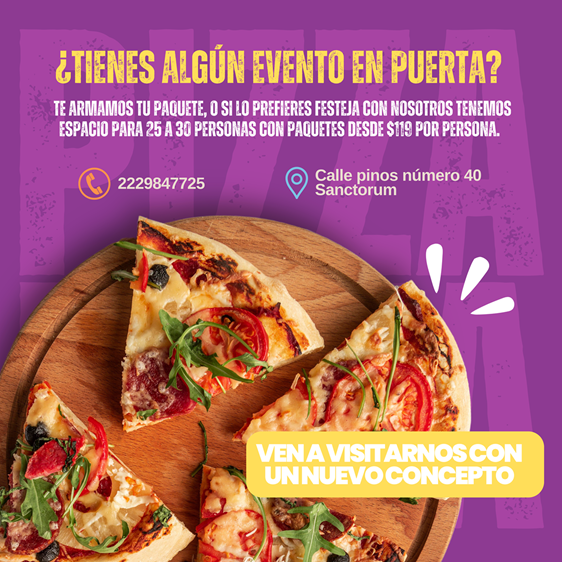 PIZZA
¿TIENES ALGÚN EVENTO EN PUERTA?
TE ARMAMOS TU PAQUETE, O SI LO PREFIERES FESTEJA CON NOSOTROS TENEMOS
ESPACIO PARA 25 A 30 PERSONAS CON PAQUETES DESDE $119 POR PERSONA.
2229847725
Calle pinos número 40
Sanctorum
VEN A VISITARNOS CON
UN NUEVO CONCEPTO